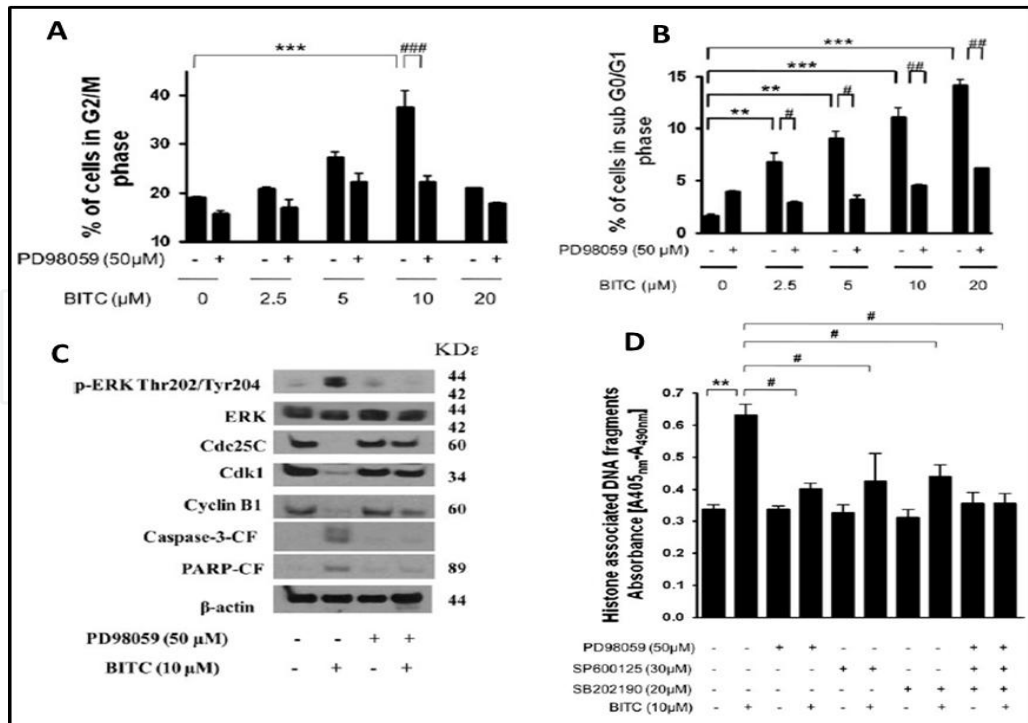 A
***
###
% of cells in G2/M phase
40
30
20
10
PD98059 (50µM)
- + - + - + - + - +
BITC (µM)
0 2.5 5 10 20
B
***
##
***
##
**
#
**
#
% of cells in sub G0/G1 phase
15
10
5
0
PD98059 (50µM)
- + - + - + - + - +
BITC (µM)
0 2.5 5 10 20
C
KDε
p-ERK Thr202/Tyr204
44
42
ERK
44
42
Cdc25C
60
Cdk1
34
Cyclin B1
60
Caspase-3-CF
PARP-CF
89
β-actin
44
PD98059 (50 µM)
- - + +
BITC (10 µM)
- + - +
D
#
#
#
**
#
Histone associated DNA fragments
Absorbance [A405nm-A490nm]
0.7
0.6
0.5
0.4
0.3
0.2
0.1
0.0
PD98059 (50µM) - - + + - - - - + +
SP600125 (30µM) - - - - + + - - + +
SB202190 (20µM) - - - - - - + + + +
BITC (10µM) - + - + - + - + - +